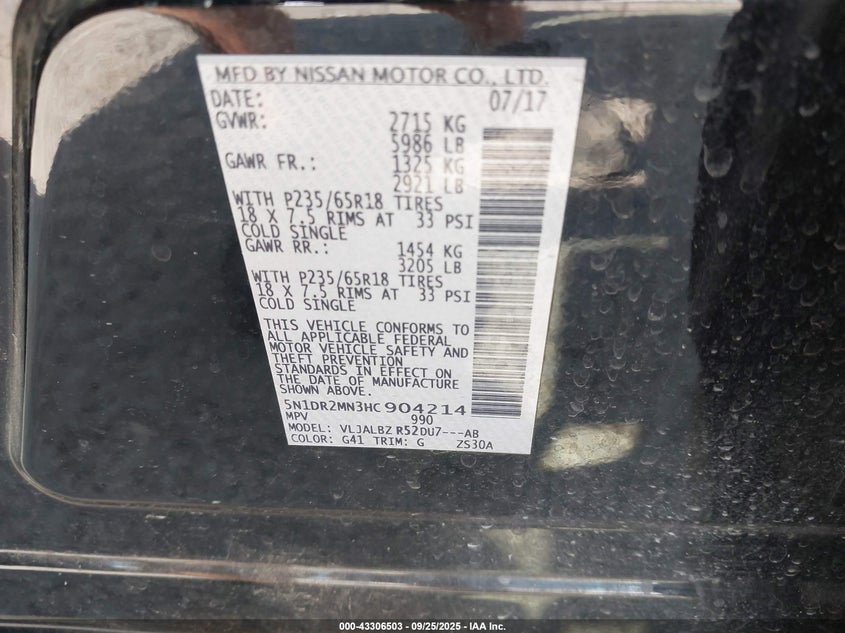 MFD BY NISSAN MOTOR CO., LTD.
DATE: 07/17
GVWR: 2715 KG
5986 LB
GAWR FR.: 1325 KG
2921 LB
WITH P235/65R18 TIRES
18 X 7.5 RIMS AT 33 PSI
COLD SINGLE
GAWR RR.: 1454 KG
3205 LB
WITH P235/65R18 TIRES
18 X 7.5 RIMS AT 33 PSI
COLD SINGLE
THIS VEHICLE CONFORMS TO
ALL APPLICABLE FEDERAL
MOTOR VEHICLE SAFETY AND
THEFT PREVENTION
STANDARDS IN EFFECT ON
THE DATE OF MANUFACTURE
SHOWN ABOVE.
5N1DR2MN3HC904214
MPV 990
MODEL: VLJALBZ R52DU7---AB
COLOR: G41 TRIM: G ZS30A
000-43306503 - 09/25/2025 - IAA Inc.